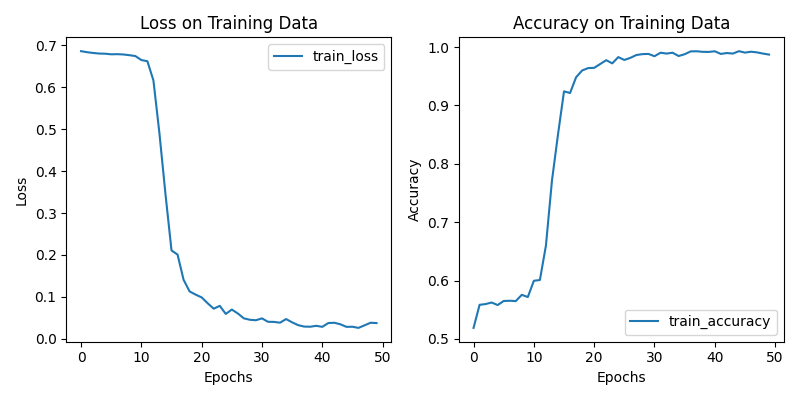 Loss on Training Data
Loss
0.7
0.6
0.5
0.4
0.3
0.2
0.1
0.0
train_loss
0 10 20 30 40 50
Epochs
Accuracy on Training Data
Accuracy
1.0
0.9
0.8
0.7
0.6
0.5
train_accuracy
0 10 20 30 40 50
Epochs